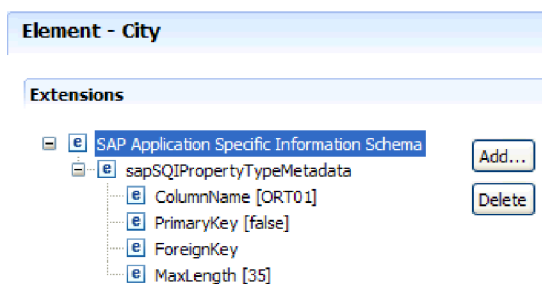 Element - City
Extensions
SAP Application Specific Information Schema
sapSQIPropertyTypeMetadata
ColumnName [ORT01]
PrimaryKey [false]
ForeignKey
MaxLength [35]
Add...
Delete